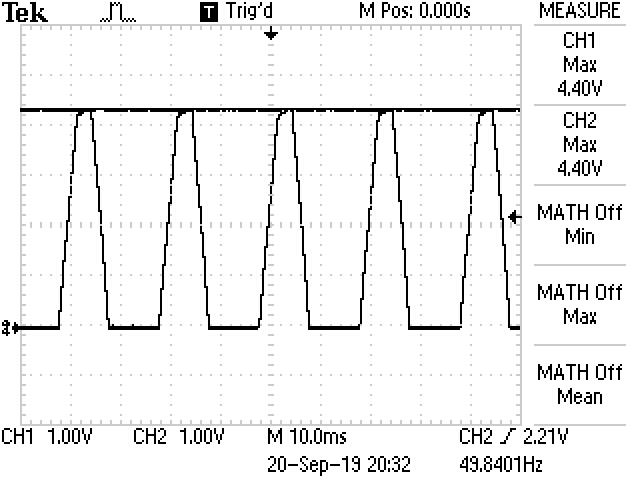 Tek T Trig'd M Pos: 0.000s MEASURE
CH1
Max
4.40V
CH2
Max
4.40V
MATH Off
Min
MATH Off
Max
MATH Off
Mean
CH1 1.00V CH2 1.00V M 10.0ms CH2 2.21V
20-Sep-19 20:32 49.8401Hz